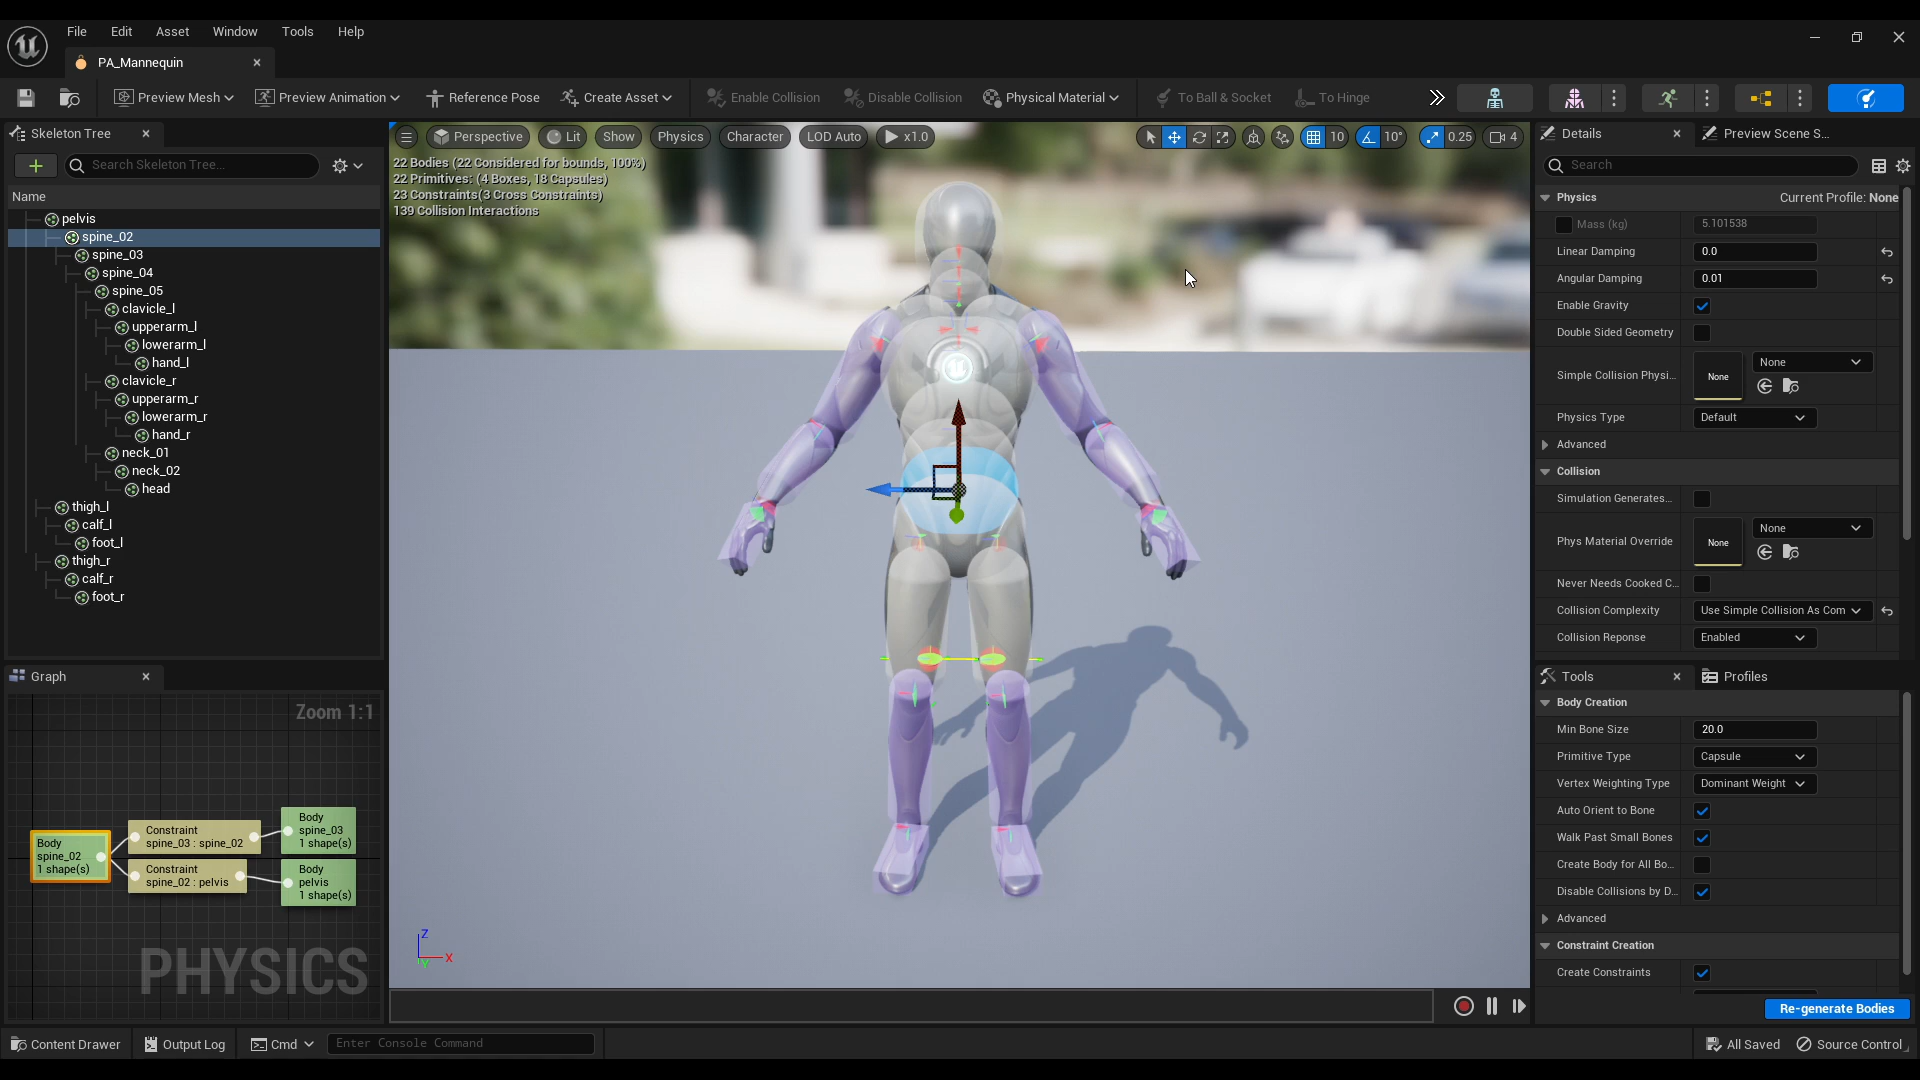 File Edit Asset Window Tools Help
PA_Mannequin
Preview Mesh Preview Animation Reference Pose Create Asset Enable Collision Disable Collision Physical Material To Ball & Socket To Hinge
Skeleton Tree
Search Skeleton Tree...
Name
pelvis
spine_02
spine_03
spine_04
spine_05
clavicle_l
upperarm_l
lowerarm_l
hand_l
clavicle_r
upperarm_r
lowerarm_r
hand_r
neck_01
neck_02
head
thigh_l
calf_l
foot_l
thigh_r
calf_r
foot_r
Graph
Zoom 1:1
Body
spine_02
1 shape(s)
Constraint
spine_03 : spine_02
Constraint
spine_02 : pelvis
Body
spine_03
1 shape(s)
Body
pelvis
1 shape(s)
PHYSICS
Perspective Lit Show Physics Character LOD Auto x1.0
10 10° 0.25 4
22 Bodies (22 Considered for bounds, 100%)
22 Primitives: (4 Boxes, 18 Capsules)
23 Constraints(3 Cross Constraints)
139 Collision Interactions
Z
X
Y
Details
Preview Scene S...
Search
Physics Current Profile: None
Mass (kg) 5.101538
Linear Damping 0.0
Angular Damping 0.01
Enable Gravity
Double Sided Geometry
Simple Collision Physi... None None
Physics Type Default
Advanced
Collision
Simulation Generates...
Phys Material Override None None
Never Needs Cooked C...
Collision Complexity Use Simple Collision As Com
Collision Reponse Enabled
Tools
Profiles
Body Creation
Min Bone Size 20.0
Primitive Type Capsule
Vertex Weighting Type Dominant Weight
Auto Orient to Bone
Walk Past Small Bones
Create Body for All Bo...
Disable Collisions by D...
Advanced
Constraint Creation
Create Constraints
Re-generate Bodies
Content Drawer Output Log Cmd Enter Console Command
All Saved Source Control